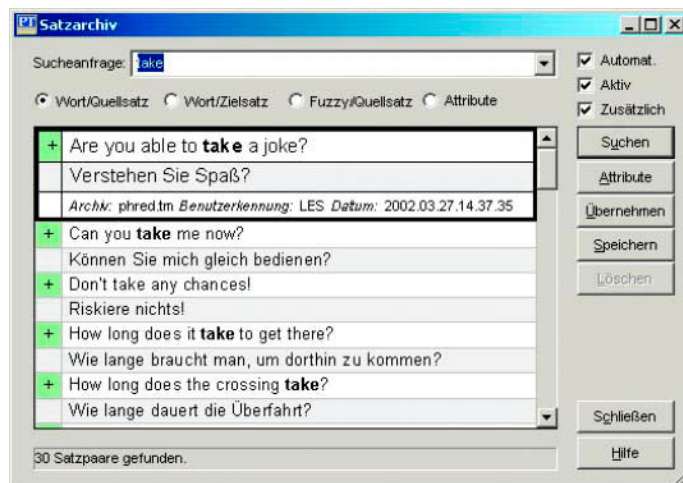 PT Satzarchiv
Sucheanfrage: take
Automat.
Aktiv
Zusätzlich
Wort/Quellsatz Wort/Zielsatz Fuzzy/Quellsatz Attribute
+ Are you able to take a joke?
Verstehen Sie Spaß?
Archiv: phred.tm Benutzerkennung: LES Datum: 2002.03.27.14.37.35
+ Can you take me now?
Können Sie mich gleich bedienen?
+ Don't take any chances!
Riskiere nichts!
+ How long does it take to get there?
Wie lange braucht man, um dorthin zu kommen?
+ How long does the crossing take?
Wie lange dauert die Überfahrt?
Suchen
Attribute
Übernehmen
Speichern
Löschen
Schließen
Hilfe
30 Satzpaare gefunden.